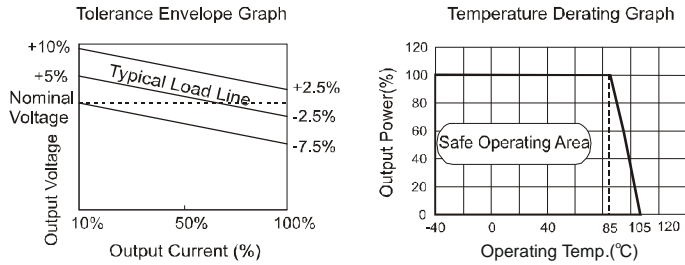 Tolerance Envelope Graph
+10%
+5%
Nominal
Voltage
Typical Load Line
+2.5%
-2.5%
-7.5%
Output Voltage
10%
50%
100%
Output Current (%)
Temperature Derating Graph
120
100
80
60
40
20
0
Output Power(%)
Safe Operating Area
-40
0
40
85
105
120
Operating Temp.(℃)